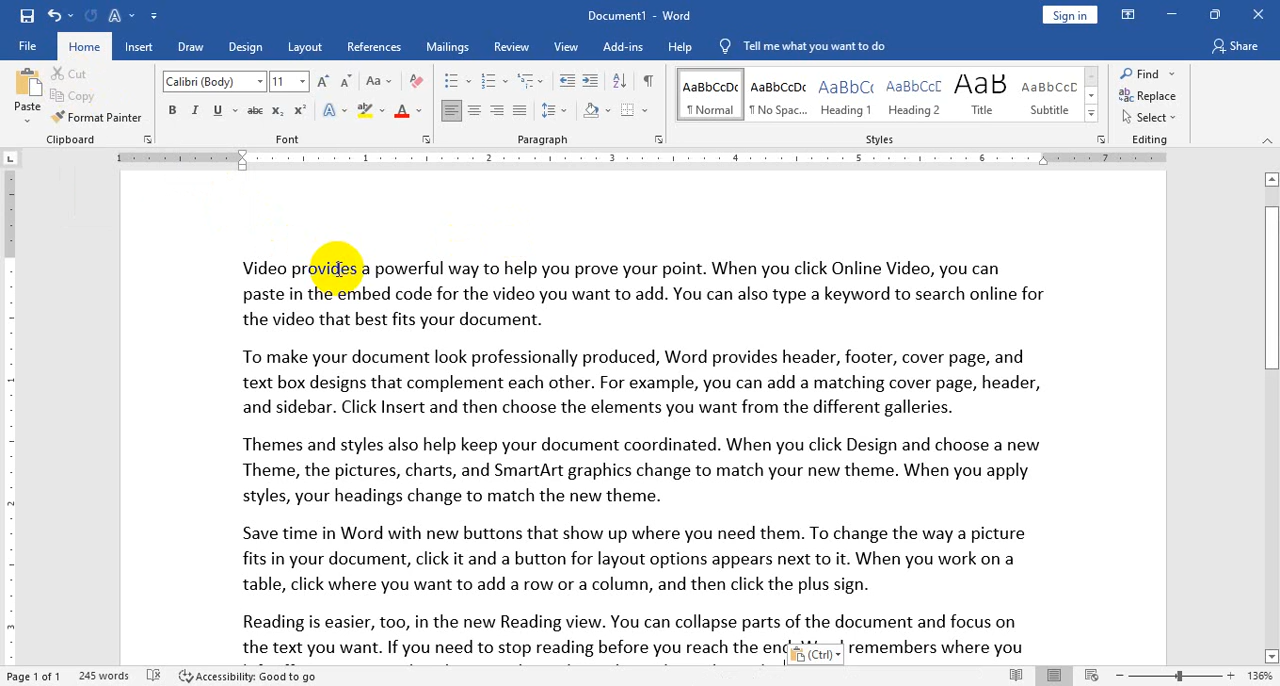 Document1 - Word
Sign in
File Home Insert Draw Design Layout References Mailings Review View Add-ins Help Tell me what you want to do Share
Paste
Cut
Copy
Format Painter
Calibri (Body) 11
Aa
B I U abc x₂ x² A A
Clipboard Font Paragraph Styles Editing
AaBbCcDc AaBbCcDc AaBbCcD AaBbCcD AaB AaBbCcD
¶ Normal ¶ No Spac... Heading 1 Heading 2 Title Subtitle
Find
Replace
Select
1 1 2 3 4 5 6 7
Video provides a powerful way to help you prove your point. When you click Online Video, you can
paste in the embed code for the video you want to add. You can also type a keyword to search online for
the video that best fits your document.
To make your document look professionally produced, Word provides header, footer, cover page, and
text box designs that complement each other. For example, you can add a matching cover page, header,
and sidebar. Click Insert and then choose the elements you want from the different galleries.
Themes and styles also help keep your document coordinated. When you click Design and choose a new
Theme, the pictures, charts, and SmartArt graphics change to match your new theme. When you apply
styles, your headings change to match the new theme.
Save time in Word with new buttons that show up where you need them. To change the way a picture
fits in your document, click it and a button for layout options appears next to it. When you work on a
table, click where you want to add a row or a column, and then click the plus sign.
Reading is easier, too, in the new Reading view. You can collapse parts of the document and focus on
the text you want. If you need to stop reading before you reach the end, Word remembers where you
(Ctrl)
Page 1 of 1 245 words Accessibility: Good to go 136%